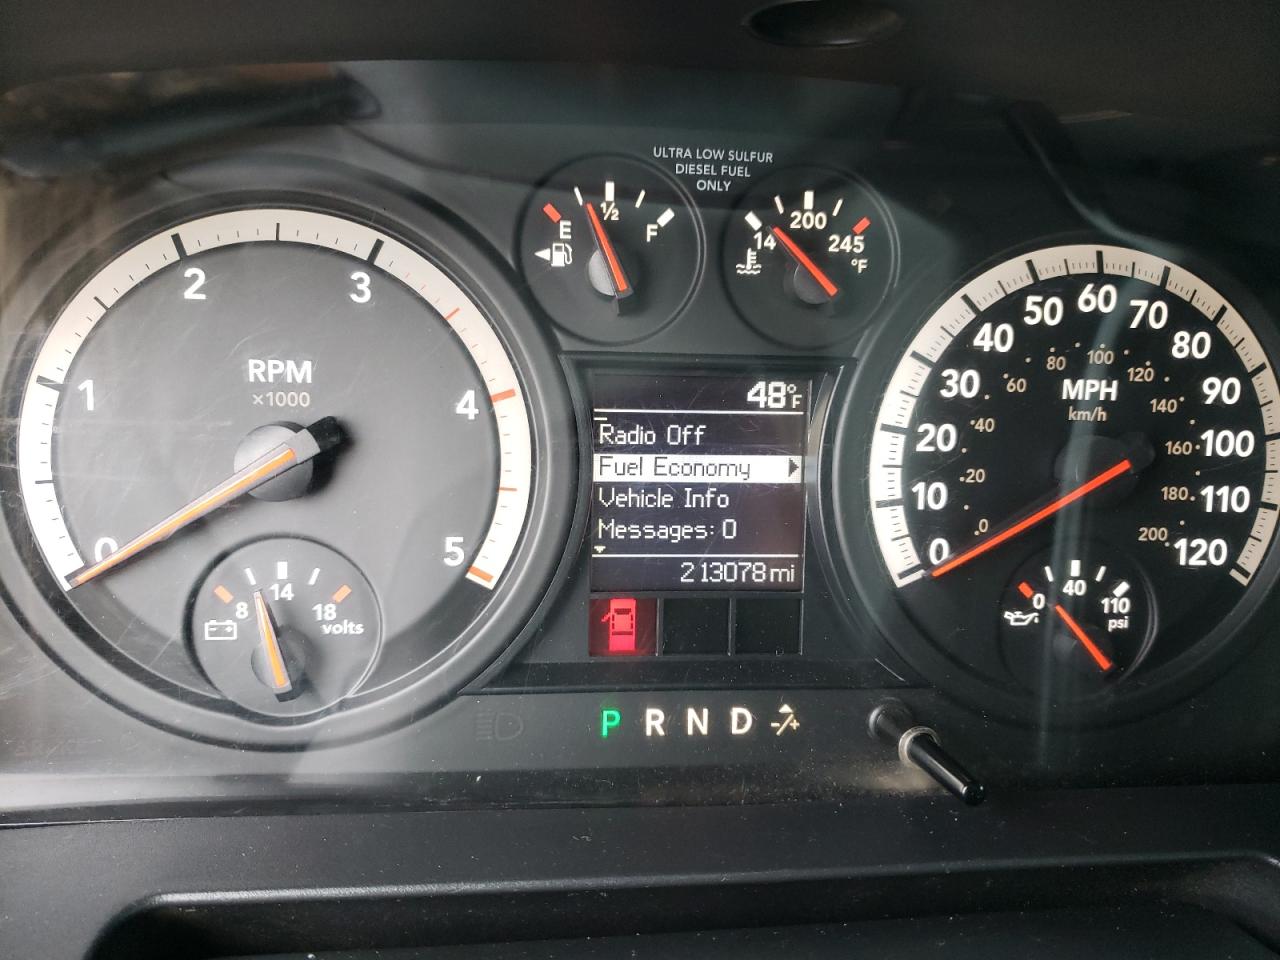 ULTRA LOW SULFUR
DIESEL FUEL
ONLY
E ½ F
14 200 245
°F
0 1 2 3 4 5
RPM
x1000
8 14 18
volts
48°F
Radio Off
Fuel Economy
Vehicle Info
Messages: 0
213078mi
P R N D -/+
0 10 20 30 40 50 60 70 80 90 100 110 120
MPH
km/h
0 20 40 60 80 100 120 140 160 180 200
0 40 110
psi